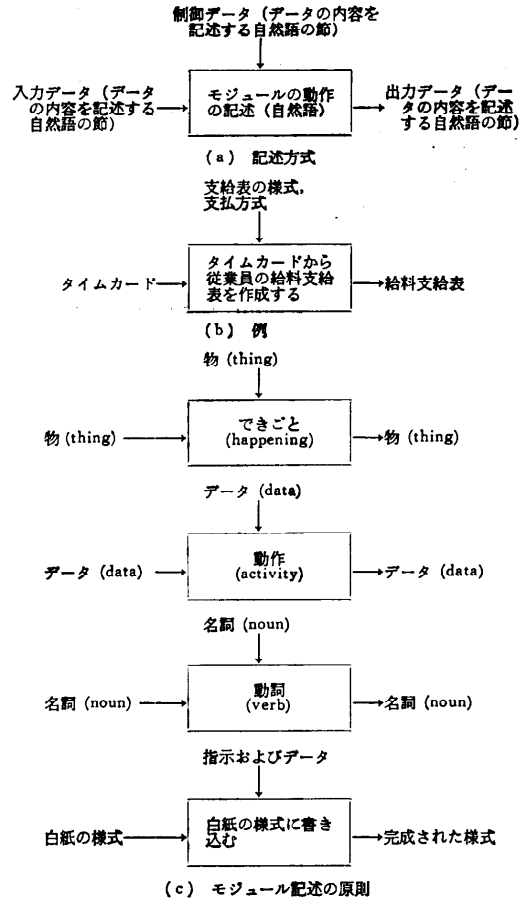 制御データ（データの内容を
記述する自然語の節）
入力データ（データ
の内容を記述する
自然語の節）
モジュールの動作
の記述（自然語）
出力データ（デー
タの内容を記述
する自然語の節）
(a) 記述方式
支給表の様式，
支払方式
タイムカード
タイムカードから
従業員の給料支給
表を作成する
給料支給表
(b) 例
物 (thing)
物 (thing)
できごと
(happening)
物 (thing)
データ (data)
データ (data)
動作
(activity)
データ (data)
名詞 (noun)
名詞 (noun)
動詞
(verb)
名詞 (noun)
指示およびデータ
白紙の様式
白紙の様式に書き
込む
完成された様式
(c) モジュール記述の原則